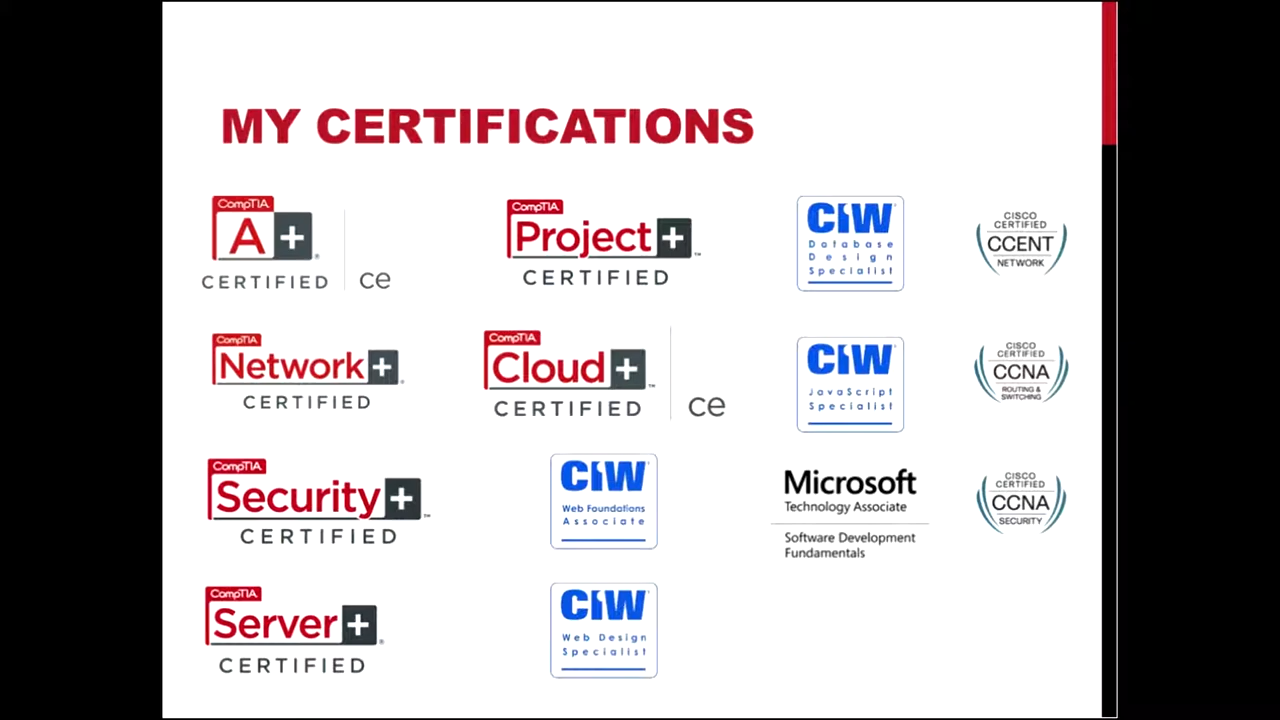 MY CERTIFICATIONS
CompTIA
A+
CERTIFIED
ce
CompTIA
Network+
CERTIFIED
CompTIA
Security+
CERTIFIED
CompTIA
Server+
CERTIFIED
CompTIA
Project+
CERTIFIED
CompTIA
Cloud+
CERTIFIED
ce
CIW
Web Foundations
Associate
CIW
Web Design
Specialist
CIW
Database
Design
Specialist
CIW
JavaScript
Specialist
Microsoft
Technology Associate
Software Development
Fundamentals
CISCO
CERTIFIED
CCENT
NETWORK
CISCO
CERTIFIED
CCNA
ROUTING &
SWITCHING
CISCO
CERTIFIED
CCNA
SECURITY